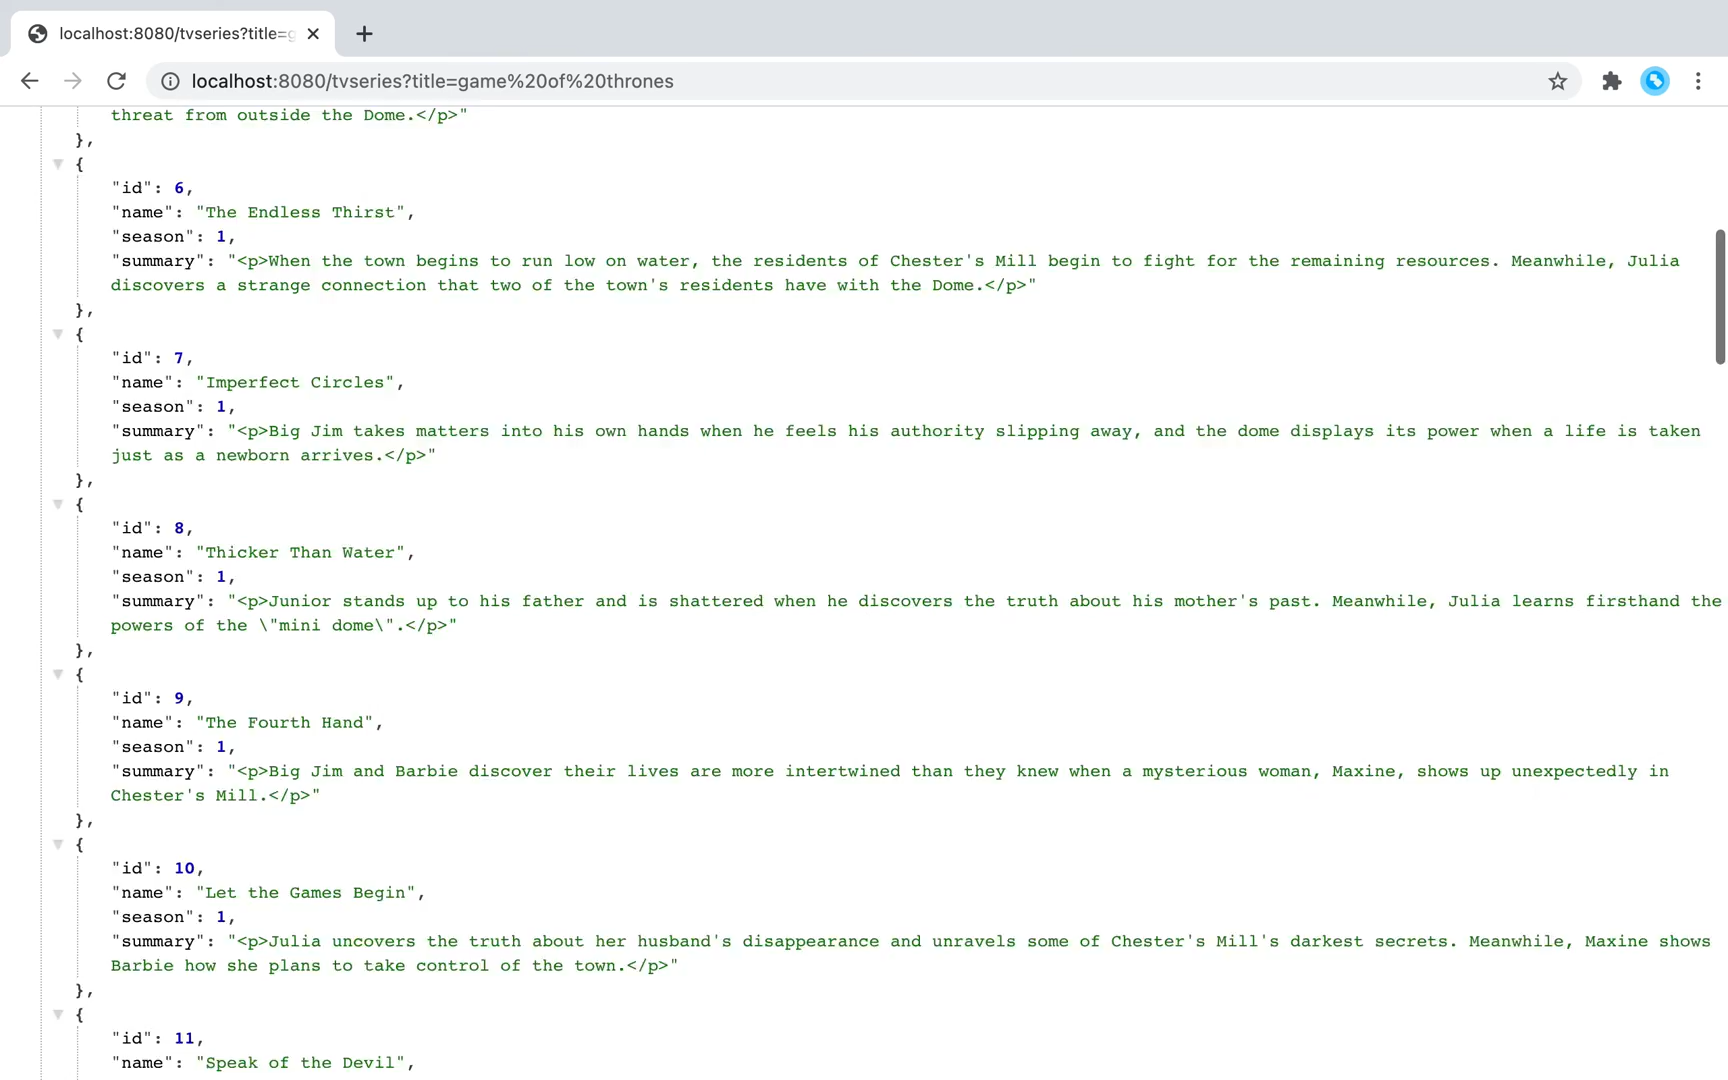 localhost:8080/tvseries?title=g
localhost:8080/tvseries?title=game%20of%20thrones
threat from outside the Dome.</p>"
},
{
"id": 6,
"name": "The Endless Thirst",
"season": 1,
"summary": "<p>When the town begins to run low on water, the residents of Chester's Mill begin to fight for the remaining resources. Meanwhile, Julia
discovers a strange connection that two of the town's residents have with the Dome.</p>"
},
{
"id": 7,
"name": "Imperfect Circles",
"season": 1,
"summary": "<p>Big Jim takes matters into his own hands when he feels his authority slipping away, and the dome displays its power when a life is taken
just as a newborn arrives.</p>"
},
{
"id": 8,
"name": "Thicker Than Water",
"season": 1,
"summary": "<p>Junior stands up to his father and is shattered when he discovers the truth about his mother's past. Meanwhile, Julia learns firsthand the
powers of the \"mini dome\".</p>"
},
{
"id": 9,
"name": "The Fourth Hand",
"season": 1,
"summary": "<p>Big Jim and Barbie discover their lives are more intertwined than they knew when a mysterious woman, Maxine, shows up unexpectedly in
Chester's Mill.</p>"
},
{
"id": 10,
"name": "Let the Games Begin",
"season": 1,
"summary": "<p>Julia uncovers the truth about her husband's disappearance and unravels some of Chester's Mill's darkest secrets. Meanwhile, Maxine shows
Barbie how she plans to take control of the town.</p>"
},
{
"id": 11,
"name": "Speak of the Devil",